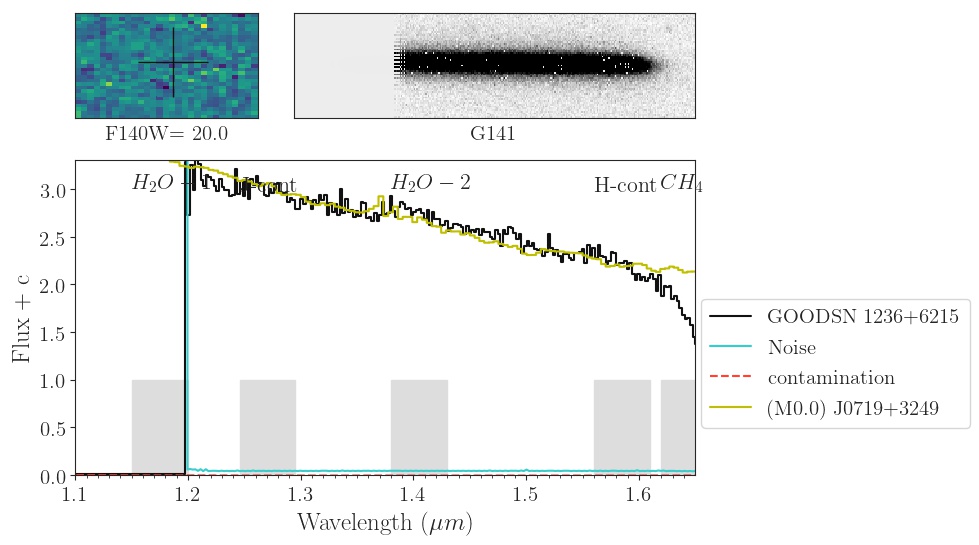 F140W= 20.0
G141
H₂O − 1
J-cont
H₂O − 2
H-cont
CH₄
3.0
2.5
2.0
1.5
1.0
0.5
0.0
Flux + c
1.1
1.2
1.3
1.4
1.5
1.6
Wavelength (μm)
GOODSN 1236+6215
Noise
contamination
(M0.0) J0719+3249